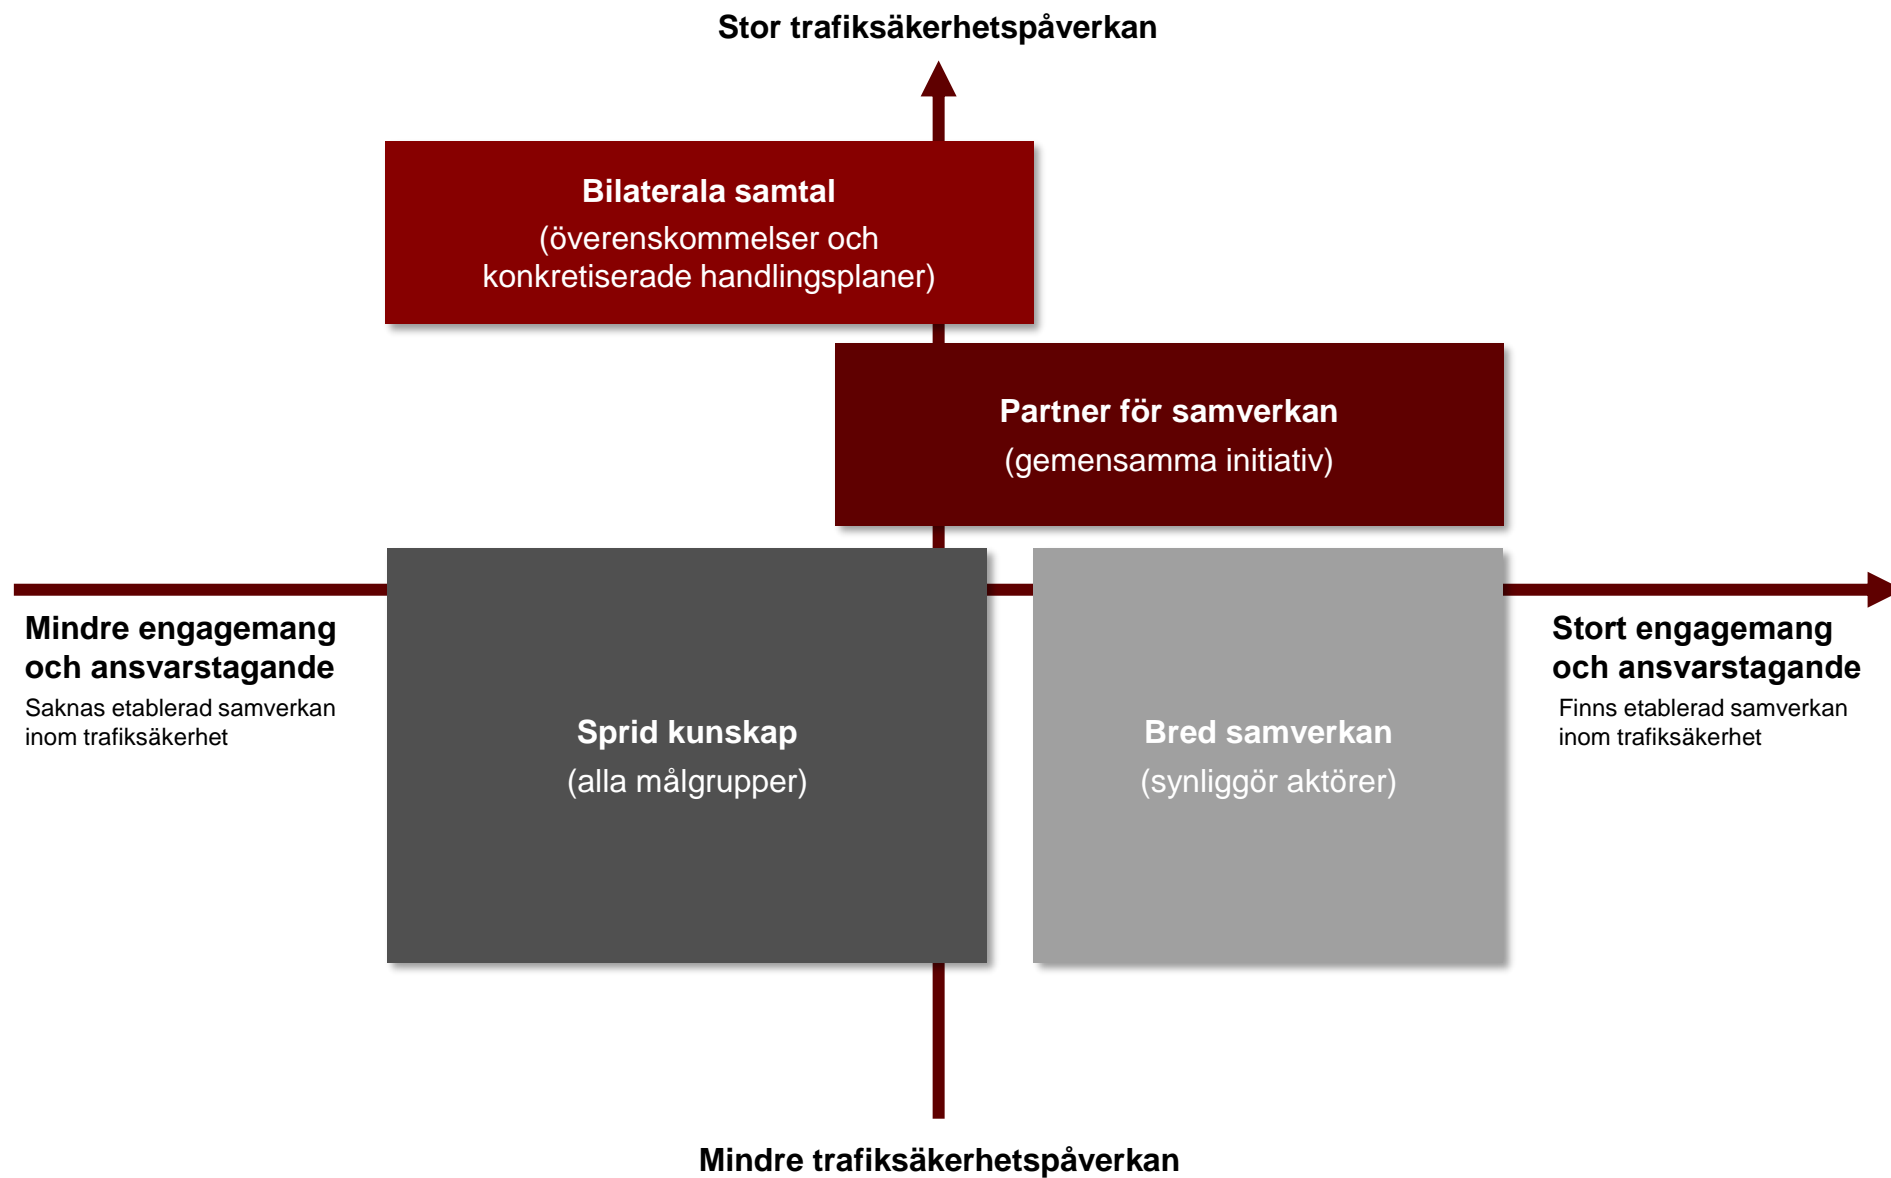 Stor trafiksäkerhetspåverkan
Bilaterala samtal
(överenskommelser och
konkretiserade handlingsplaner)
Partner för samverkan
(gemensamma initiativ)
Mindre engagemang
och ansvarstagande
Saknas etablerad samverkan
inom trafiksäkerhet
Sprid kunskap
(alla målgrupper)
Bred samverkan
(synliggör aktörer)
Stort engagemang
och ansvarstagande
Finns etablerad samverkan
inom trafiksäkerhet
Mindre trafiksäkerhetspåverkan